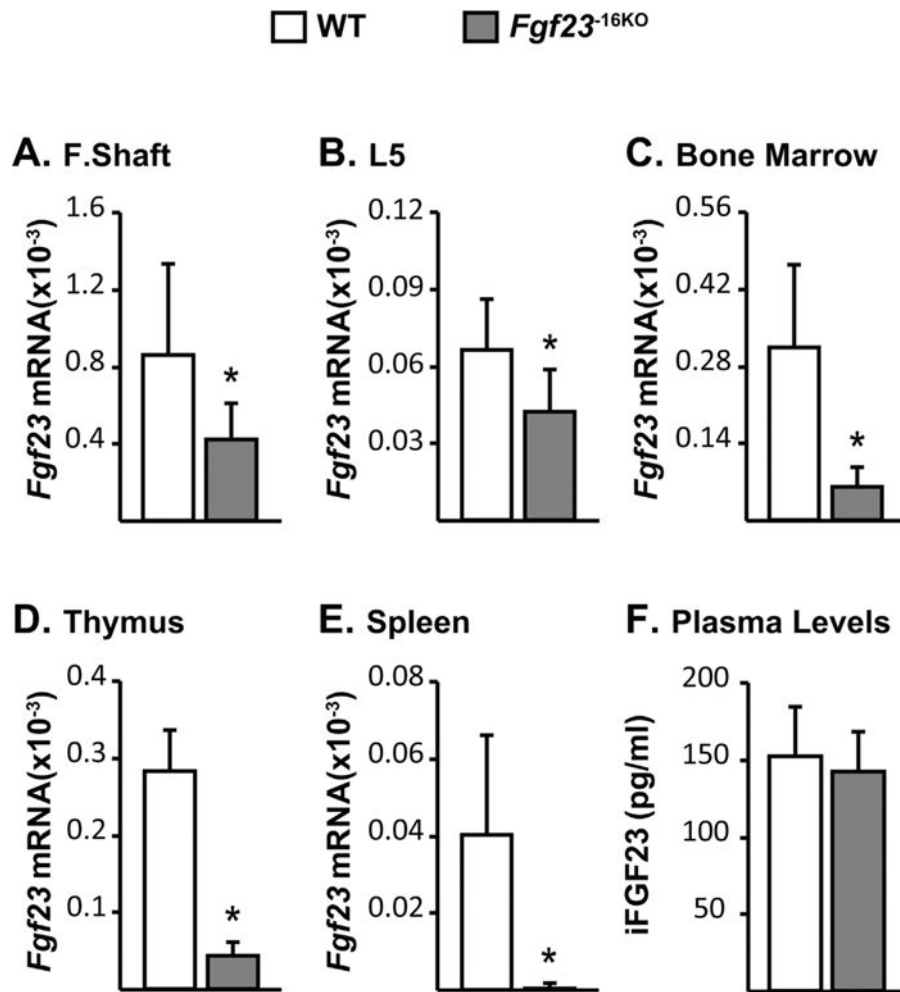 WT Fgf23-16KO
A. F.Shaft
Fgf23 mRNA(x10-3)
1.6
1.2
0.8
0.4
*
B. L5
Fgf23 mRNA(x10-3)
0.12
0.09
0.06
0.03
*
C. Bone Marrow
Fgf23 mRNA(x10-3)
0.56
0.42
0.28
0.14
*
D. Thymus
Fgf23 mRNA(x10-3)
0.4
0.3
0.2
0.1
*
E. Spleen
Fgf23 mRNA(x10-3)
0.08
0.06
0.04
0.02
*
F. Plasma Levels
iFGF23 (pg/ml)
200
150
100
50